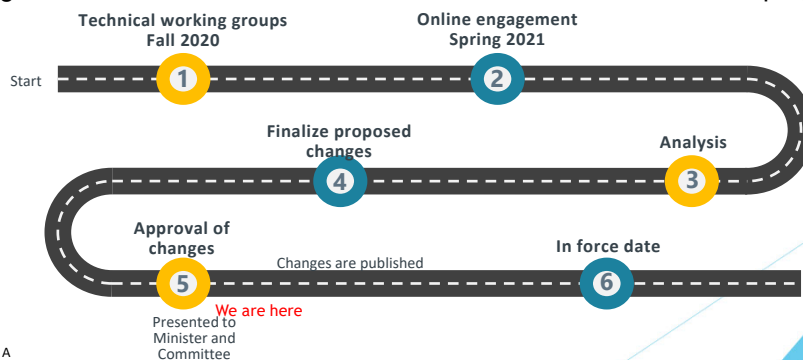 Technical working groups
Fall 2020
Online engagement
Spring 2021
Start
1
2
Finalize proposed
changes
Analysis
4
3
Approval of
changes
Changes are published
In force date
5
6
We are here
Presented to
Minister and
Committee
A